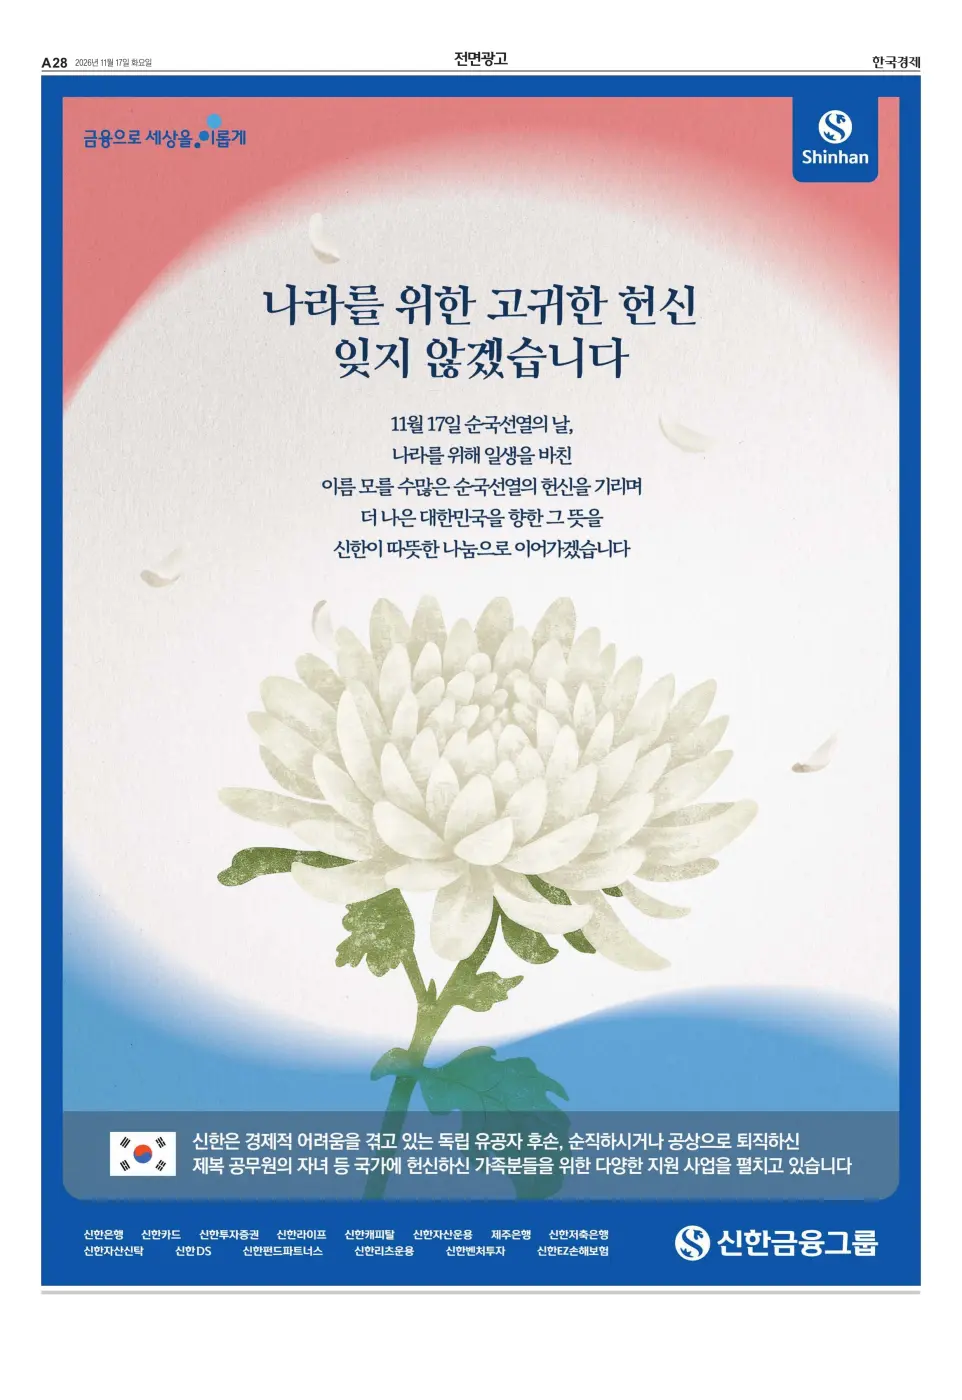 A28 2026년 11월 17일 화요일
전면광고
한국경제
금융으로 세상을 이롭게
Shinhan
나라를 위한 고귀한 헌신
잊지 않겠습니다
11월 17일 순국선열의 날,
나라를 위해 일생을 바친
이름 모를 수많은 순국선열의 헌신을 기리며
더 나은 대한민국을 향한 그 뜻을
신한이 따뜻한 나눔으로 이어가겠습니다
신한은 경제적 어려움을 겪고 있는 독립 유공자 후손, 순직하시거나 공상으로 퇴직하신
제복 공무원의 자녀 등 국가에 헌신하신 가족분들을 위한 다양한 지원 사업을 펼치고 있습니다
신한은행 신한카드 신한투자증권 신한라이프 신한캐피탈 신한자산운용 제주은행 신한저축은행
신한자산신탁 신한DS 신한펀드파트너스 신한리츠운용 신한벤처투자 신한EZ손해보험
신한금융그룹